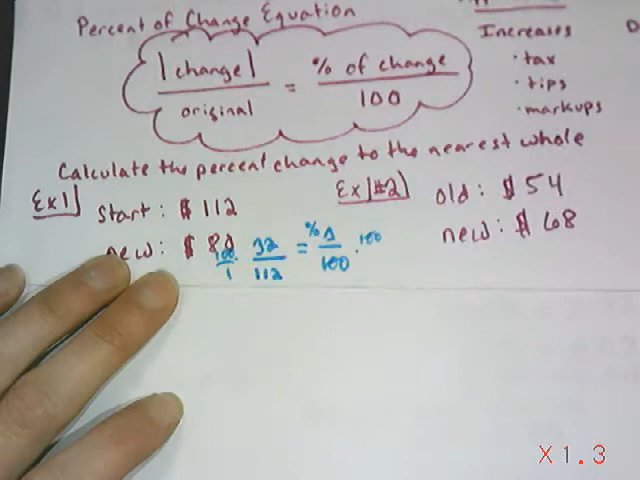 Percent of Change Equation
|change| / original = % of change / 100
Increases
· tax
· tips
· markups
D
Calculate the percent change to the nearest whole
Ex 1) start: $ 112
new: $ 80
100/1 · 32/112 = % Δ/100 · 100
Ex #2) old: $ 54
new: $ 68
X1.3